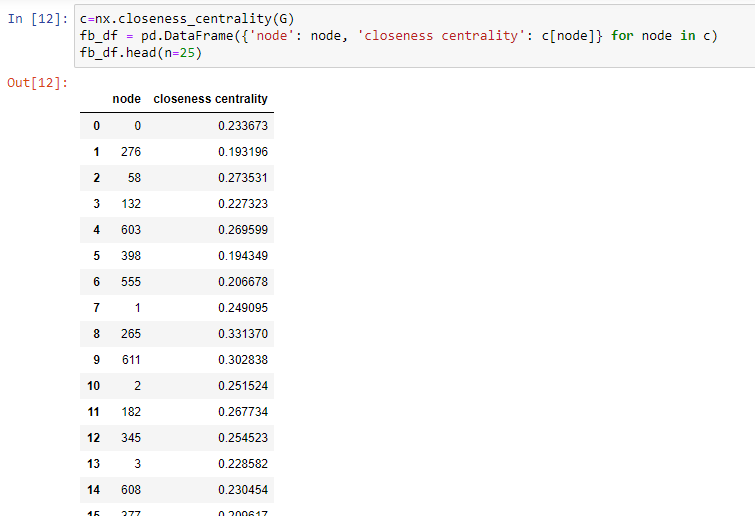 In [12]: c=nx.closeness_centrality(G)
fb_df = pd.DataFrame({'node': node, 'closeness centrality': c[node]} for node in c)
fb_df.head(n=25)
Out[12]:
node closeness centrality
0 0 0.233673
1 276 0.193196
2 58 0.273531
3 132 0.227323
4 603 0.269599
5 398 0.194349
6 555 0.206678
7 1 0.249095
8 265 0.331370
9 611 0.302838
10 2 0.251524
11 182 0.267734
12 345 0.254523
13 3 0.228582
14 608 0.230454
15 377 0.209617